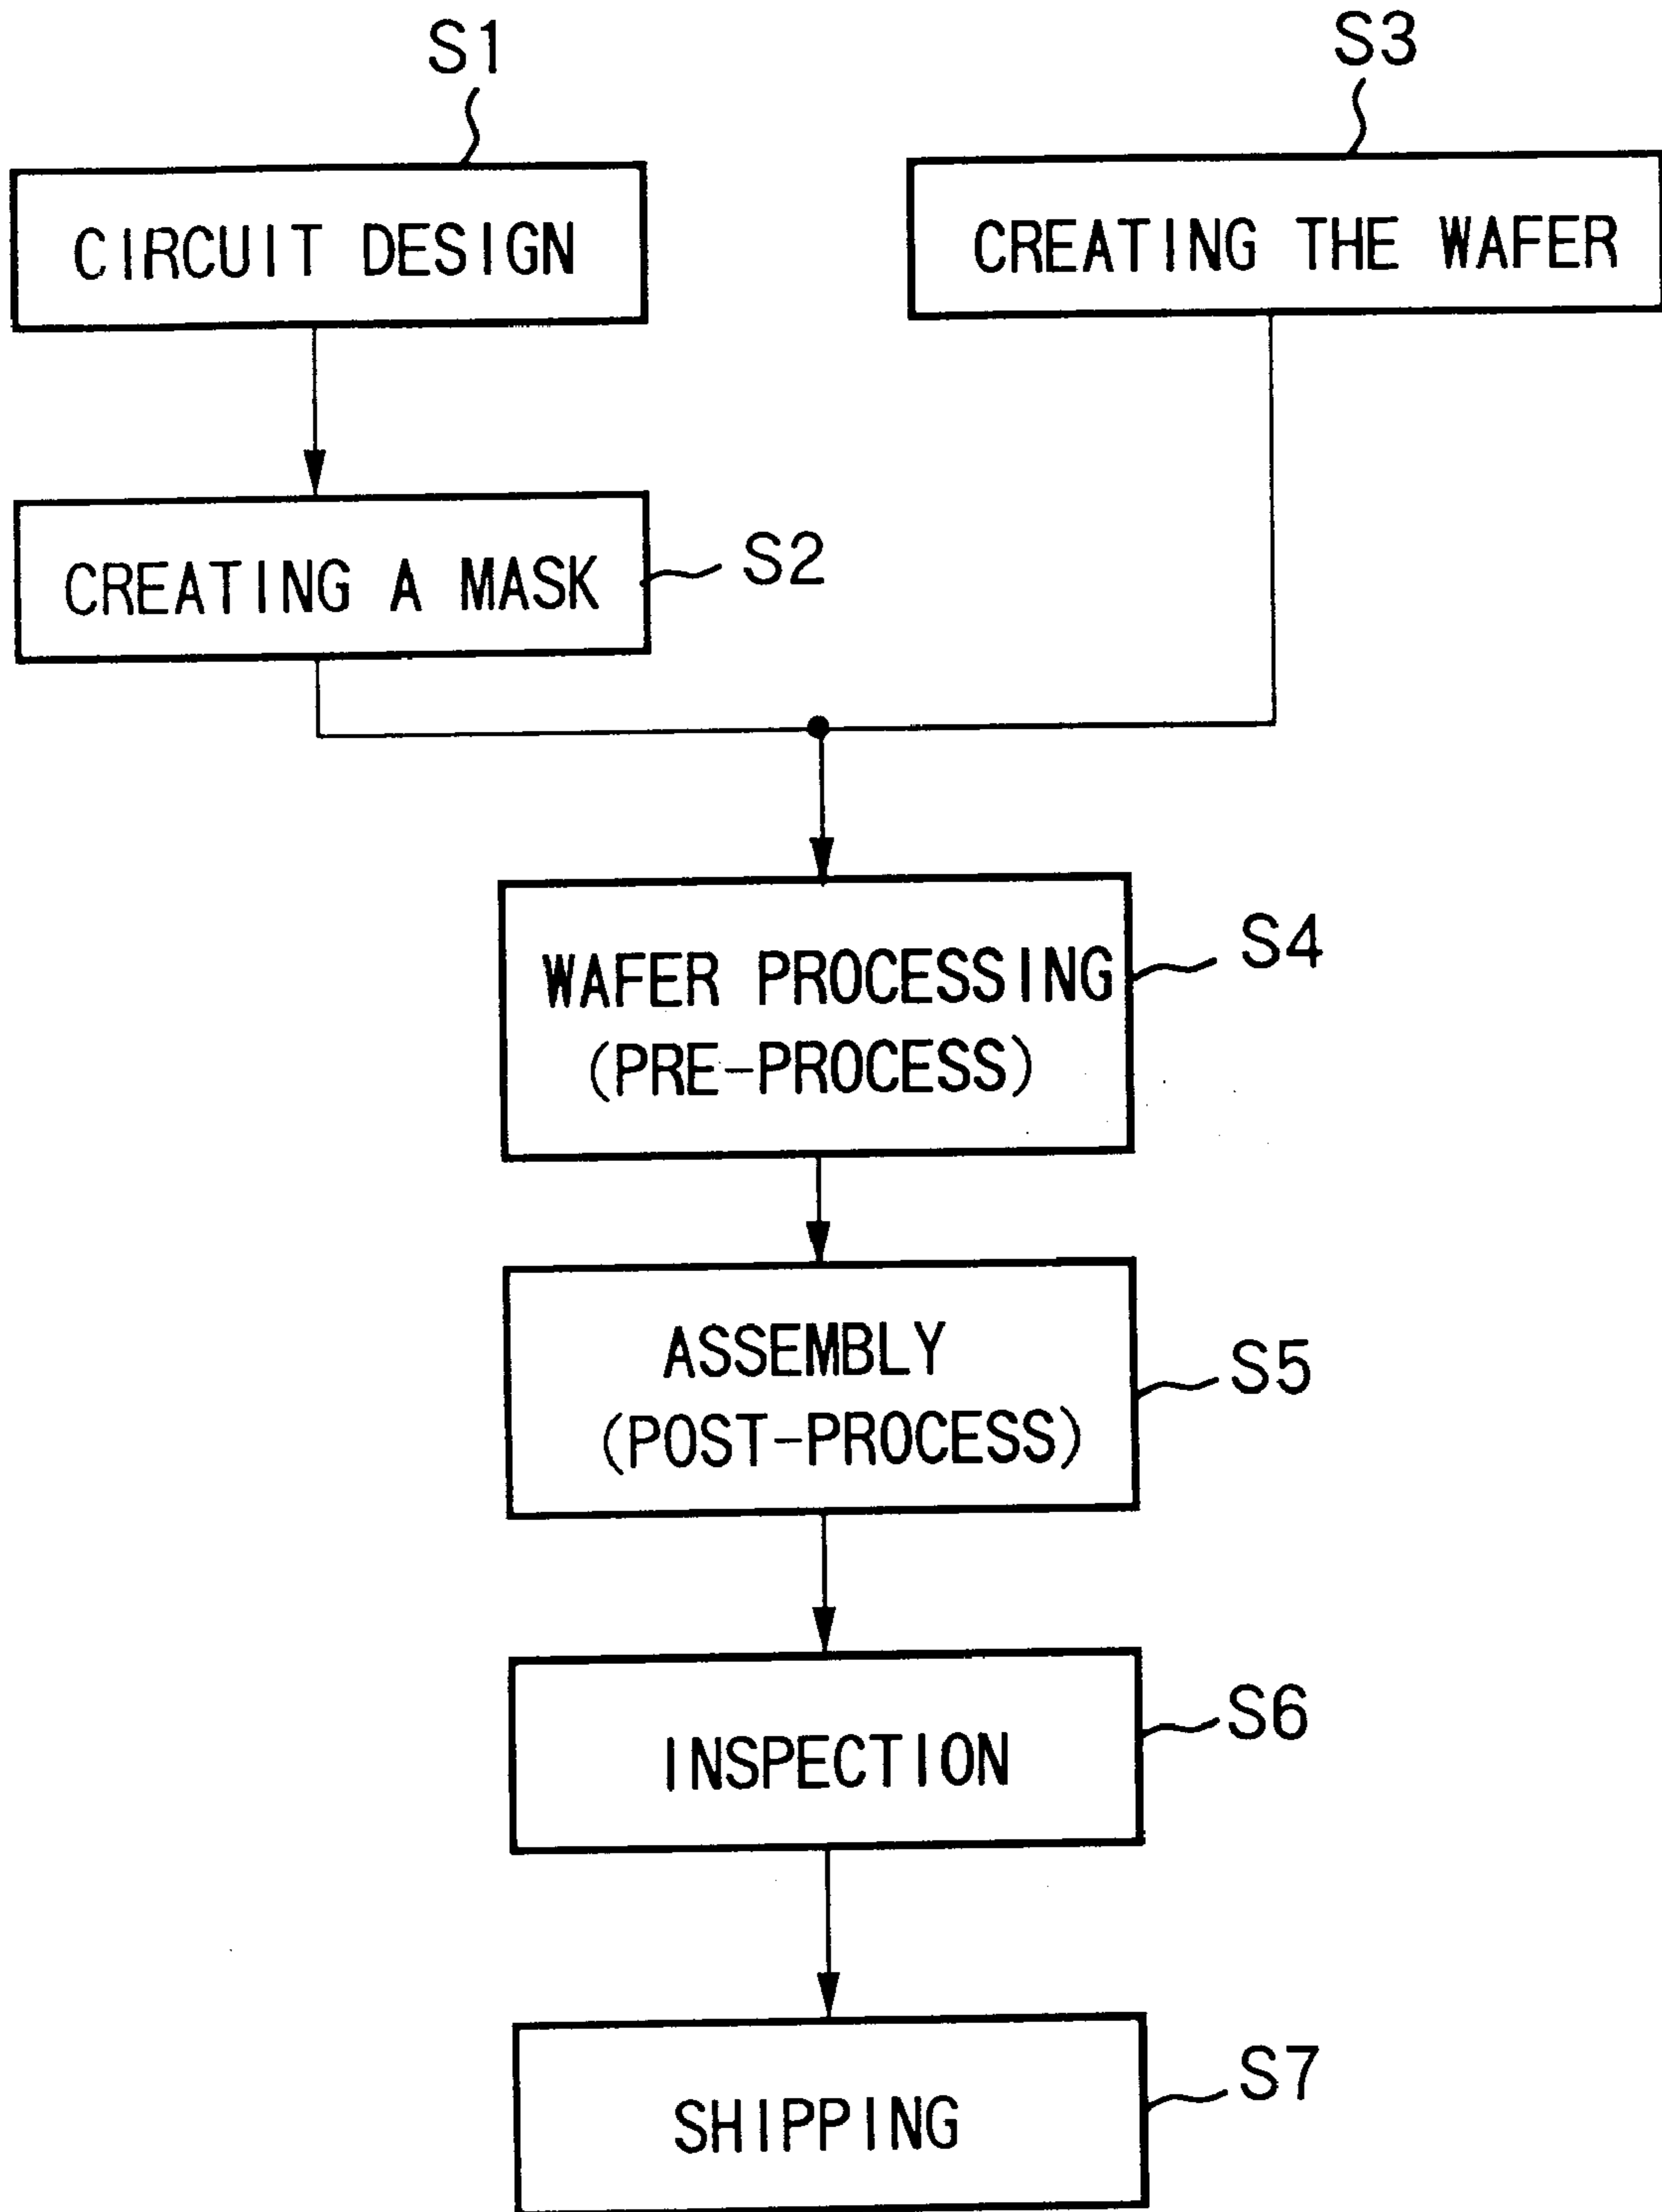 S1
CIRCUIT DESIGN
S3
CREATING THE WAFER
CREATING A MASK
S2
WAFER PROCESSING
(PRE-PROCESS)
S4
ASSEMBLY
(POST-PROCESS)
S5
INSPECTION
S6
SHIPPING
S7